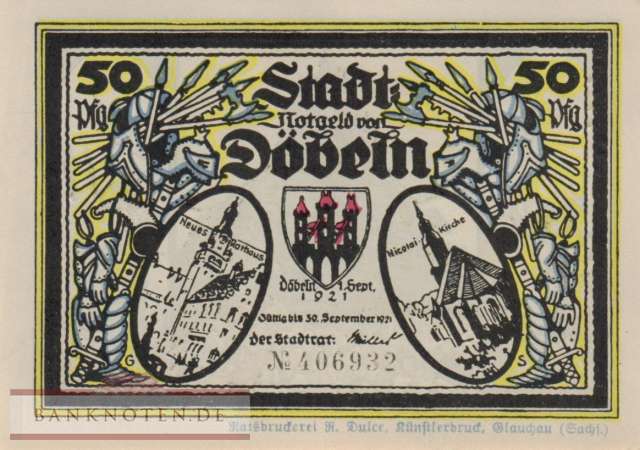 50 Pfg
Stadt-
50 Pfg
Notgeld von
Döbeln
Neues Rathaus
Nicolai Kirche
Döbeln 1. Sept.
1921
Gültig bis 30. September 1921
Der Stadtrat:
№ 406932
G
S
BANKNOTEN.DE
Ratsdruckerei R. Dulce, Künstlerdruck, Glauchau (Sachs.)